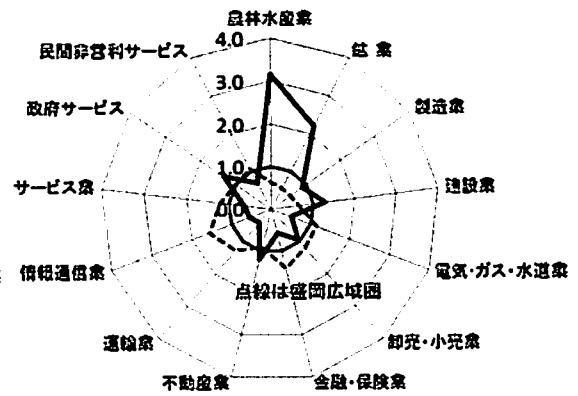 農林水産業
鉱業
製造業
建設業
電気・ガス・水道業
卸売・小売業
金融・保険業
不動産業
運輸業
情報通信業
サービス業
政府サービス
民間非営利サービス
4.0
3.0
2.0
1.0
0.0
点線は盛岡広域圏